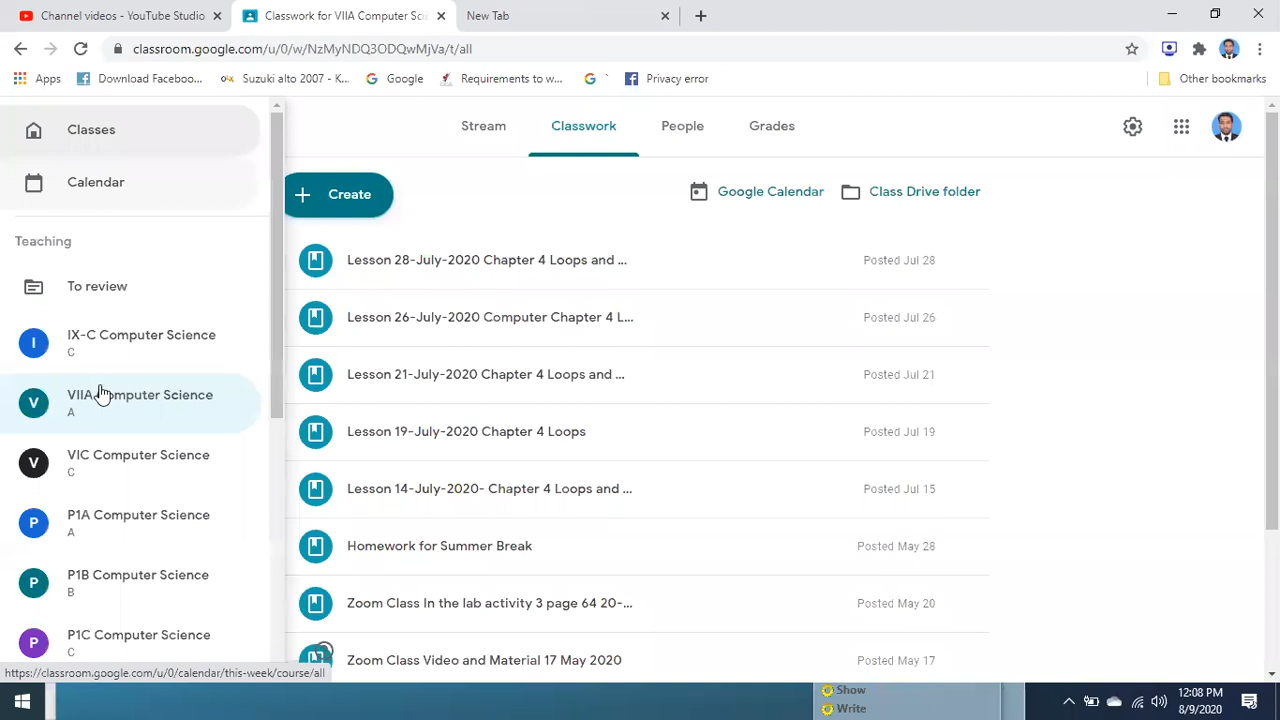 Channel videos - YouTube Studio
Classwork for VIIA Computer Sci
New Tab
classroom.google.com/u/0/w/NzMyNDQ3ODQwMjVa/t/all
Apps
Download Faceboo...
Suzuki alto 2007 - K...
Google
Requirements to w...
`
Privacy error
Other bookmarks
Classes
Calendar
Teaching
To review
I
IX-C Computer Science
C
V
VIIA Computer Science
A
V
VIC Computer Science
C
P
P1A Computer Science
A
P
P1B Computer Science
B
P
P1C Computer Science
C
Stream
Classwork
People
Grades
Create
Google Calendar
Class Drive folder
Lesson 28-July-2020 Chapter 4 Loops and ...
Posted Jul 28
Lesson 26-July-2020 Computer Chapter 4 L...
Posted Jul 26
Lesson 21-July-2020 Chapter 4 Loops and ...
Posted Jul 21
Lesson 19-July-2020 Chapter 4 Loops
Posted Jul 19
Lesson 14-July-2020- Chapter 4 Loops and ...
Posted Jul 15
Homework for Summer Break
Posted May 28
Zoom Class In the lab activity 3 page 64 20-...
Posted May 20
Zoom Class Video and Material 17 May 2020
Posted May 17
https://classroom.google.com/u/0/calendar/this-week/course/all
Show
Write
12:08 PM
8/9/2020